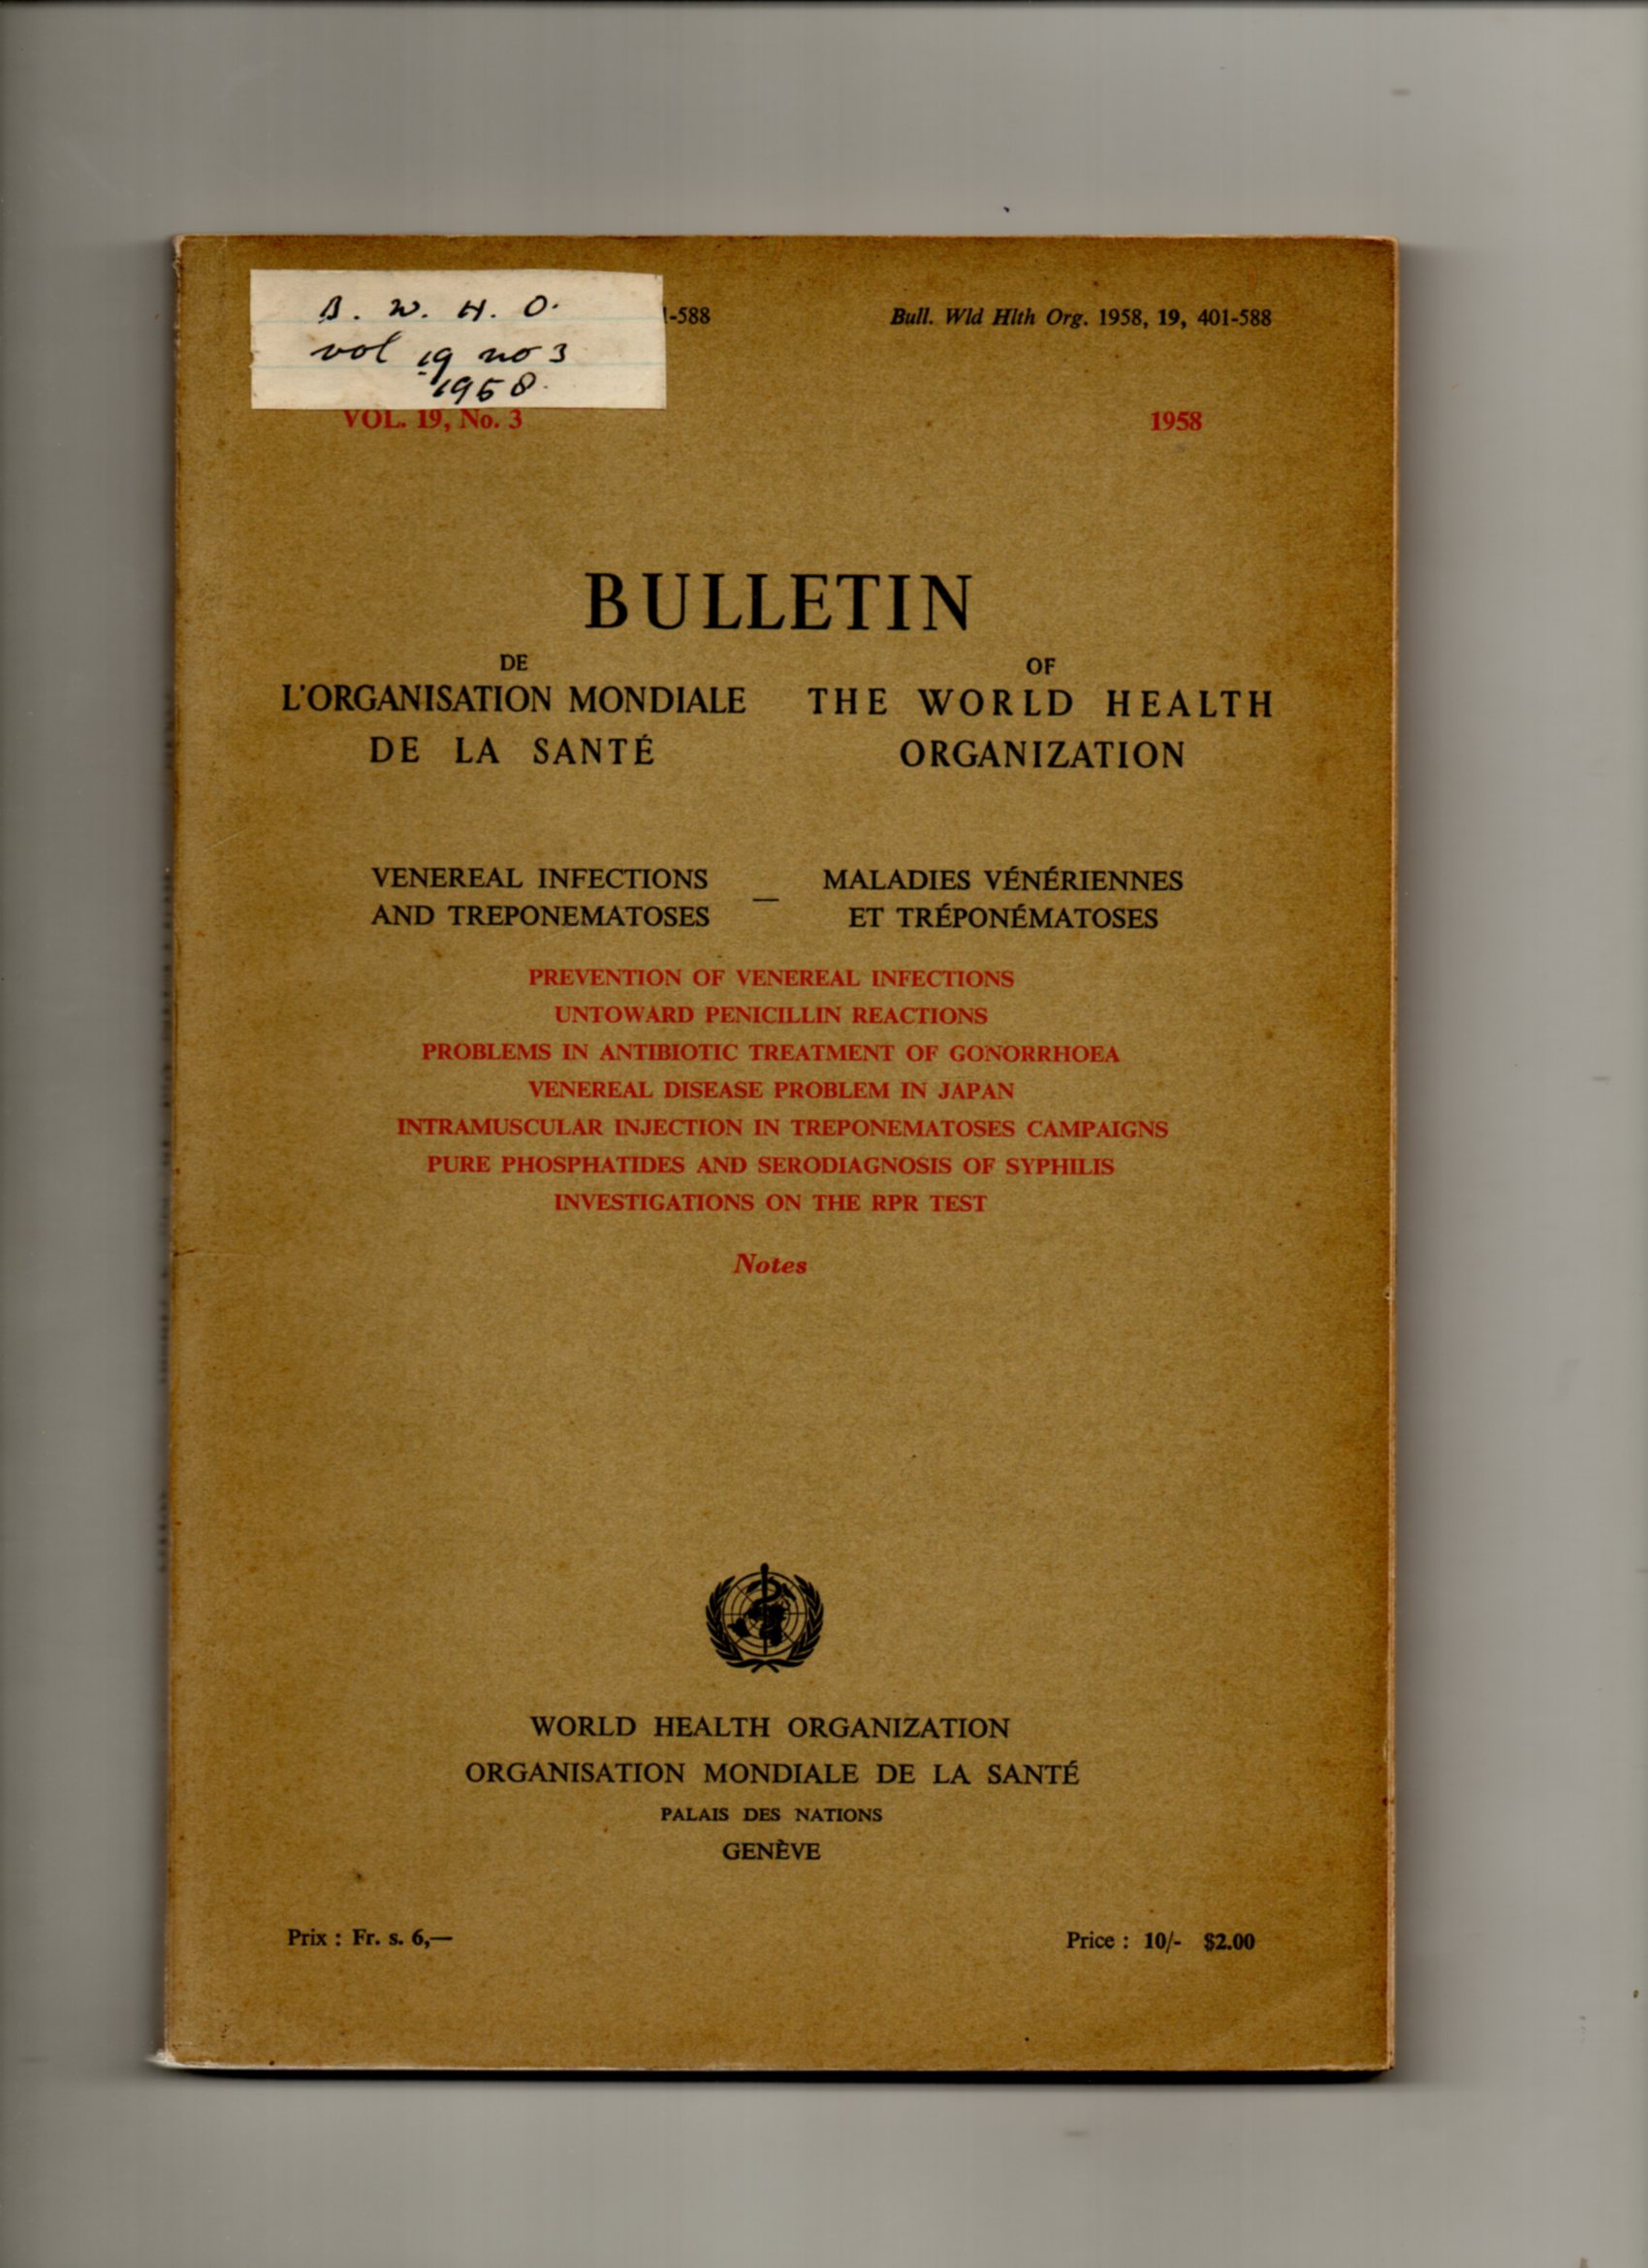 B. W. H. O.
vol 19 no 3
1958.
-588
Bull. Wld Hlth Org. 1958, 19, 401-588
VOL. 19, No. 3
1958
BULLETIN
DE
L'ORGANISATION MONDIALE
DE LA SANTÉ
OF
THE WORLD HEALTH
ORGANIZATION
VENEREAL INFECTIONS
AND TREPONEMATOSES
–
MALADIES VÉNÉRIENNES
ET TRÉPONÉMATOSES
PREVENTION OF VENEREAL INFECTIONS
UNTOWARD PENICILLIN REACTIONS
PROBLEMS IN ANTIBIOTIC TREATMENT OF GONORRHOEA
VENEREAL DISEASE PROBLEM IN JAPAN
INTRAMUSCULAR INJECTION IN TREPONEMATOSES CAMPAIGNS
PURE PHOSPHATIDES AND SERODIAGNOSIS OF SYPHILIS
INVESTIGATIONS ON THE RPR TEST
Notes
WORLD HEALTH ORGANIZATION
ORGANISATION MONDIALE DE LA SANTÉ
PALAIS DES NATIONS
GENÈVE
Prix : Fr. s. 6,—
Price : 10/- $2.00